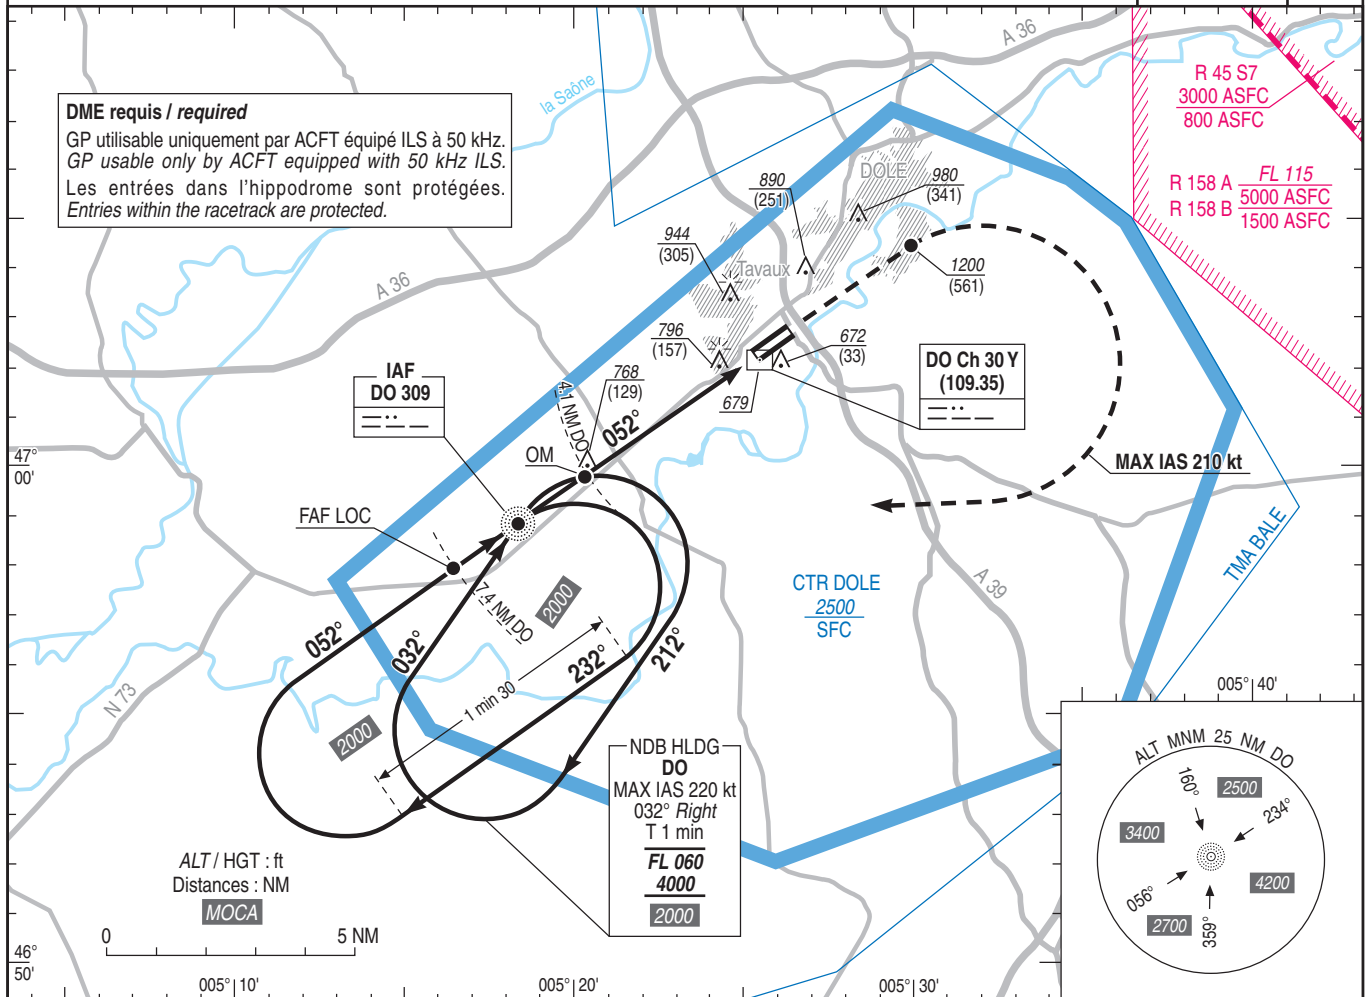 DME requis / required
GP utilisable uniquement par ACFT équipé ILS à 50 kHz.
GP usable only by ACFT equipped with 50 kHz ILS.
Les entrées dans l'hippodrome sont protégées.
Entries within the racetrack are protected.
la Saône
A 36
R 45 S7
3000 ASFC
800 ASFC
R 158 A
R 158 B
FL 115
5000 ASFC
1500 ASFC
DOLE
890
(251)
980
(341)
944
(305)
Tavaux
1200
(561)
A 36
796
(157)
672
(33)
679
768
(129)
DO Ch 30 Y
(109.35)
IAF
DO 309
4.1 NM DO
052°
OM
47°
00'
MAX IAS 210 kt
FAF LOC
7.4 NM DO
2000
TMA BALE
A 39
CTR DOLE
2500
SFC
052°
032°
232°
212°
1 min 30
N 73
2000
NDB HLDG
DO
MAX IAS 220 kt
032° Right
T 1 min
FL 060
4000
2000
005° 40'
ALT MNM 25 NM DO
160°
2500
234°
3400
4200
056°
2700
359°
ALT / HGT : ft
Distances : NM
MOCA
0
5 NM
46°
50'
005° 10'
005° 20'
005° 30'